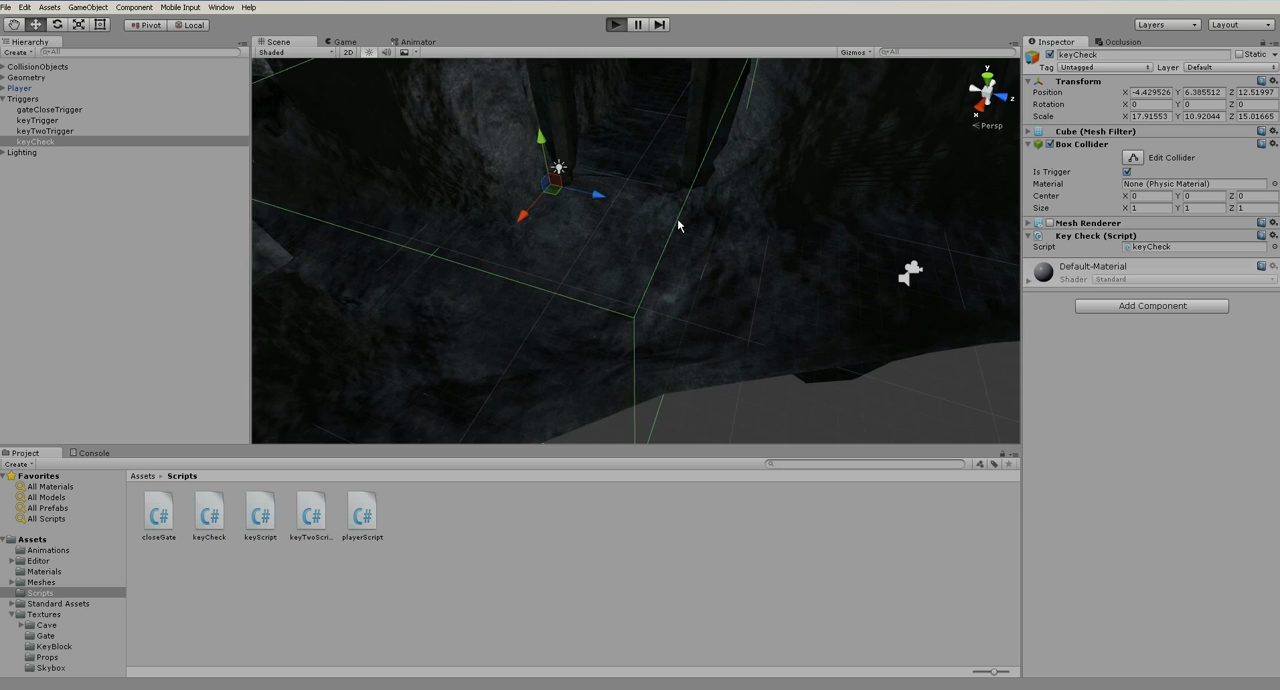 File Edit Assets GameObject Component Mobile Input Window Help
Pivot Local Layers Layout
Hierarchy
Create All
CollisionObjects
Geometry
Player
Triggers
gateCloseTrigger
keyTrigger
keyTwoTrigger
keyCheck
Lighting
Scene Game Animator
Shaded 2D Gizmos All
y
z
x
Persp
Inspector Occlusion
keyCheck Static
Tag Untagged Layer Default
Transform
Position X -4.429526 Y 6.385512 Z 12.51997
Rotation X 0 Y 0 Z 0
Scale X 17.91553 Y 10.92044 Z 15.01665
Cube (Mesh Filter)
Box Collider
Edit Collider
Is Trigger
Material None (Physic Material)
Center X 0 Y 0 Z 0
Size X 1 Y 1 Z 1
Mesh Renderer
Key Check (Script)
Script keyCheck
Default-Material
Shader Standard
Add Component
Project Console
Create
Favorites
All Materials
All Models
All Prefabs
All Scripts
Assets
Animations
Editor
Materials
Meshes
Scripts
Standard Assets
Textures
Cave
Gate
KeyBlock
Props
Skybox
Assets Scripts
C# C# C# C# C#
closeGate keyCheck keyScript keyTwoScri... playerScript